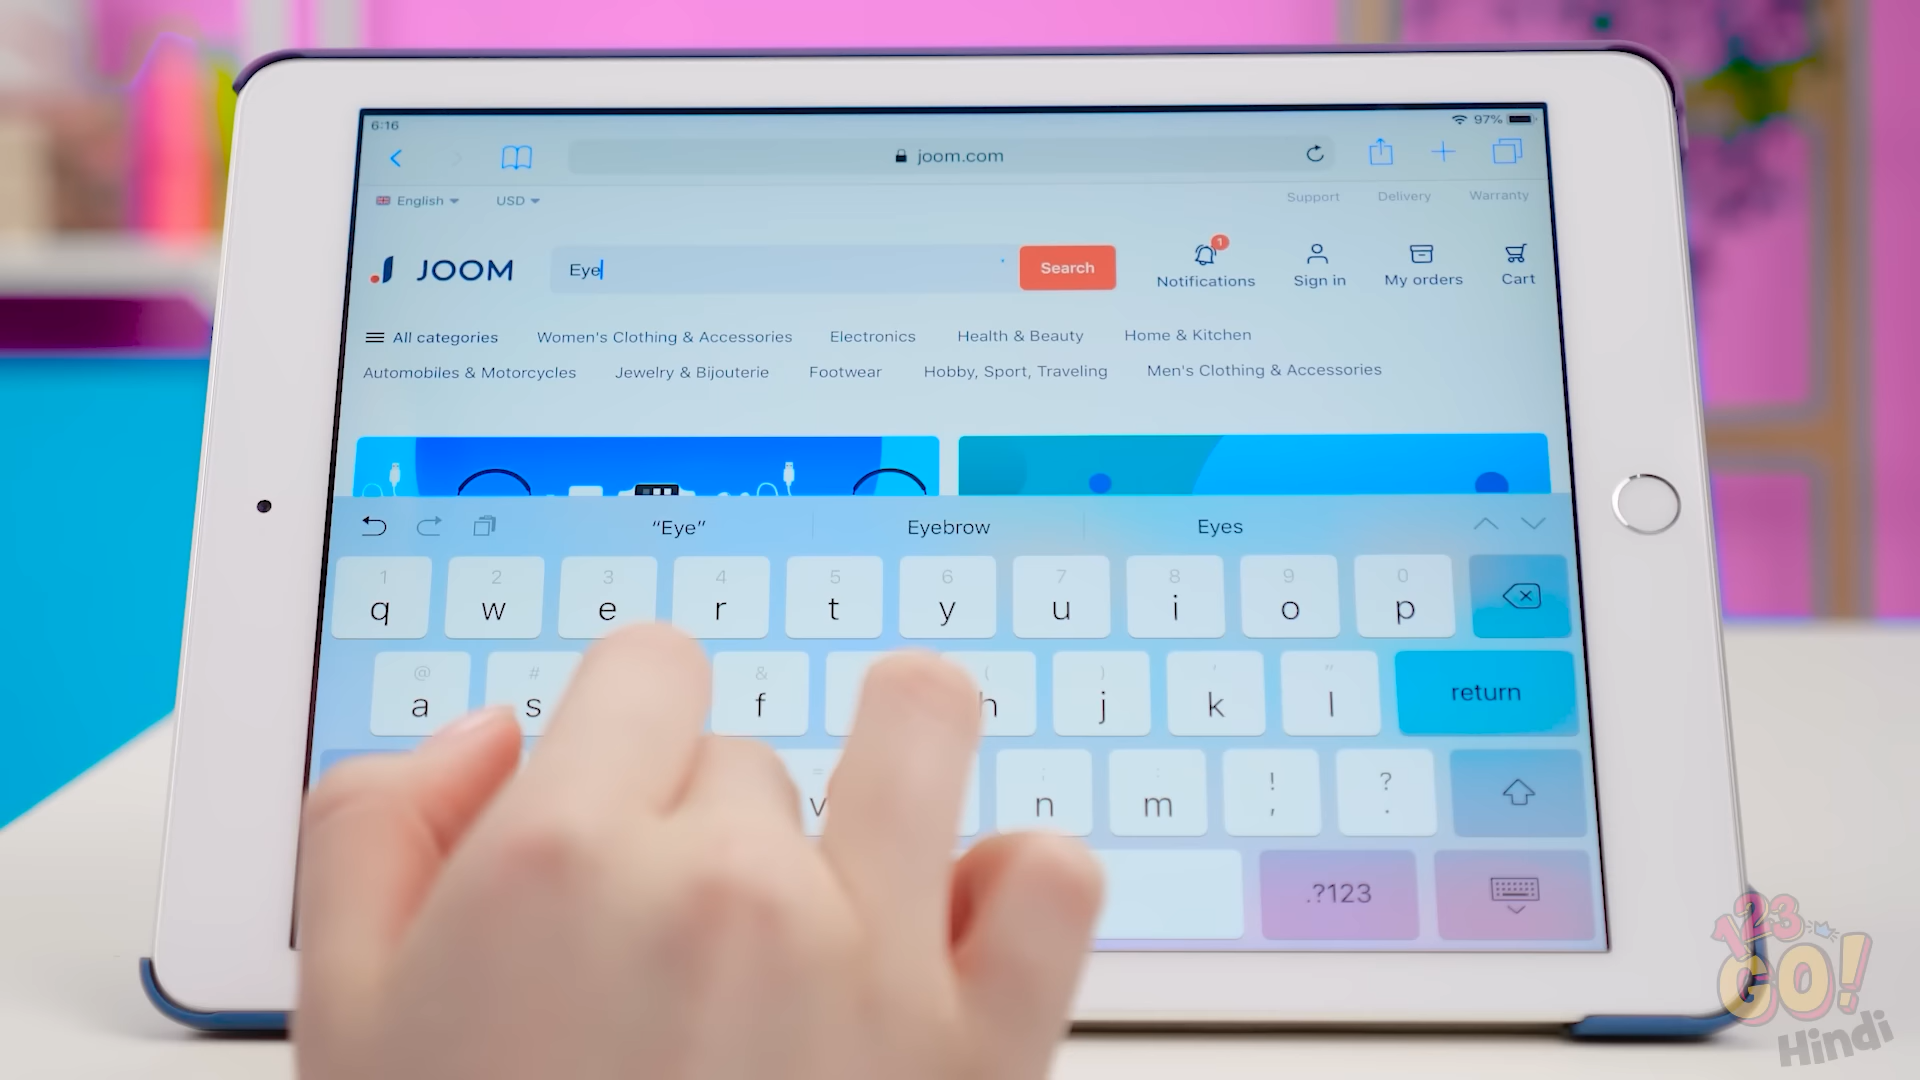 6:16
97%
joom.com
English
USD
Support
Delivery
Warranty
JOOM
Eye
Search
1
Notifications
Sign in
My orders
Cart
All categories
Women's Clothing & Accessories
Electronics
Health & Beauty
Home & Kitchen
Automobiles & Motorcycles
Jewelry & Bijouterie
Footwear
Hobby, Sport, Traveling
Men's Clothing & Accessories
“Eye”
Eyebrow
Eyes
1 2 3 4 5 6 7 8 9 0
q w e r t y u i o p
@ # & ( ) ' "
a s f h j k l return
= ; : ! ?
v n m , .
.?123
123
GO!
Hindi